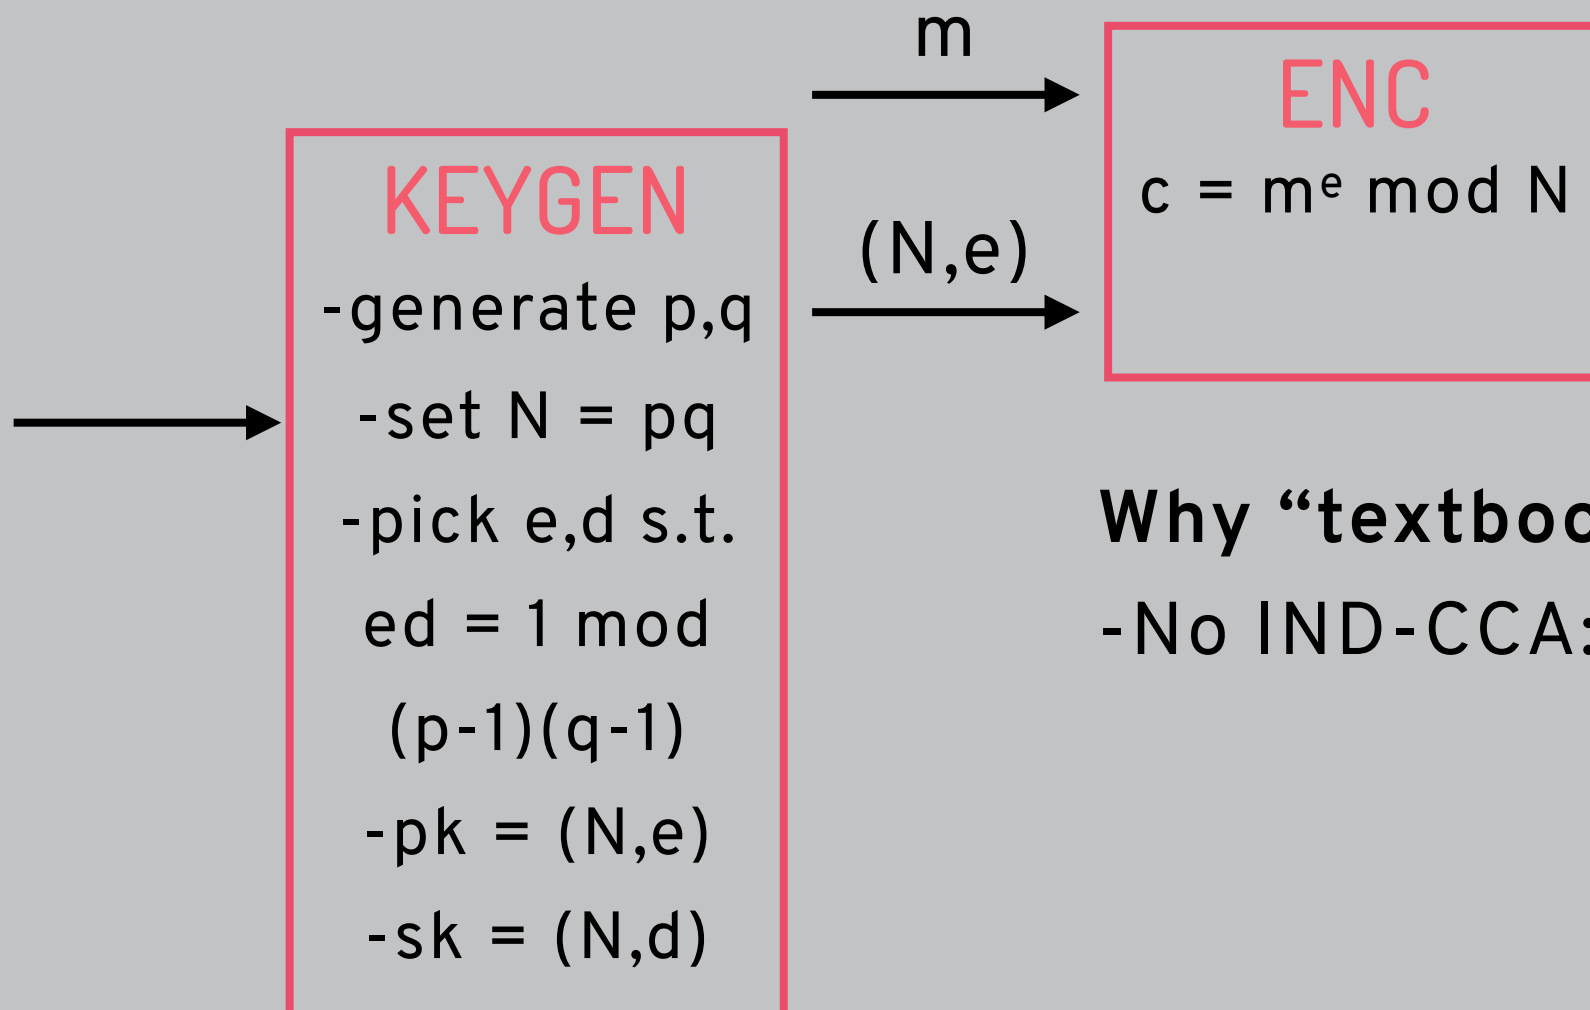 m
ENC
c = mᵉ mod N
(N,e)
KEYGEN
-generate p,q
-set N = pq
-pick e,d s.t.
ed = 1 mod
(p-1)(q-1)
-pk = (N,e)
-sk = (N,d)
Why
-No IND-CCA: